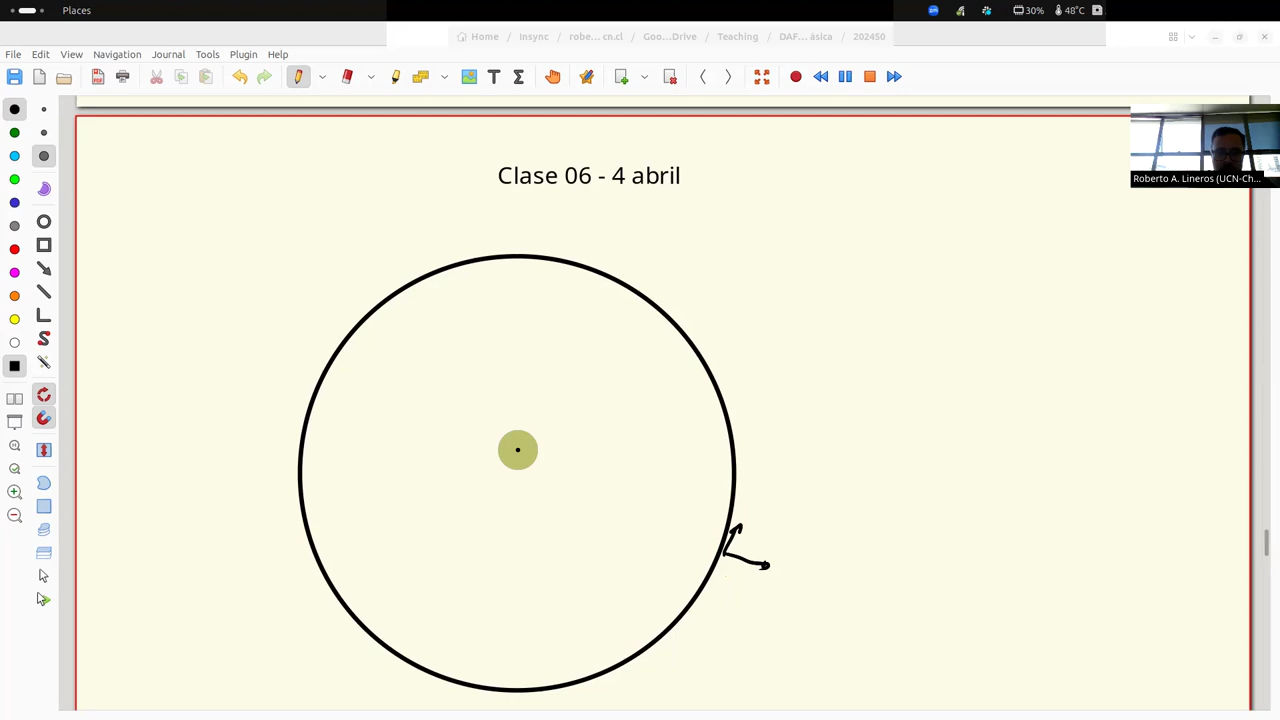 Places
30%
48°C
Home / Insync / robe... cn.cl / Goo...Drive / Teaching / DAF... ásica / 202450
File Edit View Navigation Journal Tools Plugin Help
Clase 06 - 4 abril
Roberto A. Lineros (UCN-Ch...